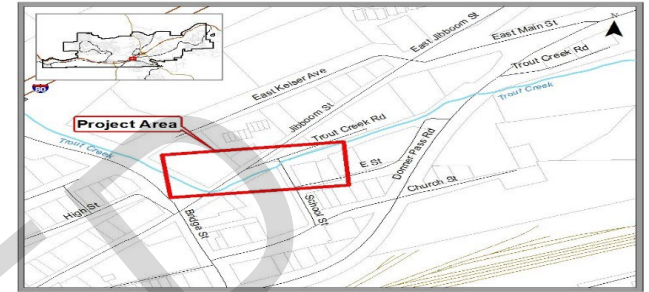 East Jibboom St
East Main St
Trout Creek Rd
80
East Keiser Ave
Trout Creek
Jibboom St
Project Area
Trout Creek Rd
Trout Creek
Donner Pass Rd
E St
Church St
High St
School St
Bridge St